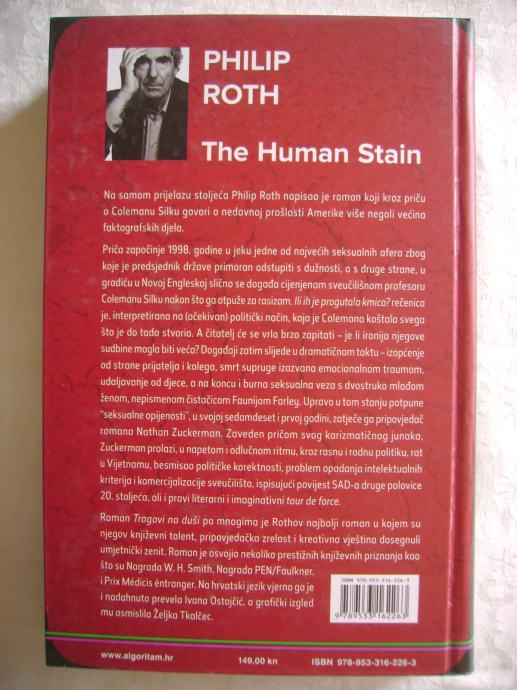 PHILIP
ROTH
The Human Stain
Na samom prijelazu stoljeća Philip Roth napisao je roman koji kroz priču
o Colemanu Silku govori o nedavnoj prošlosti Amerike više negoli većina
faktografskih djela.
Priča započinje 1998. godine u jeku jedne od najvećih seksualnih afera zbog
koje je predsjednik države primoran odstupiti s dužnosti, a s druge strane, u
gradiću u Novoj Engleskoj slično se događa cijenjenom sveučilišnom profesoru
Colemanu Silku nakon što ga otpuže za rasizam. Ili ih je progutala kmica? rečenica
je, interpretirana na (očekivan) politički način, koja je Colemana koštala svega
što je do tada stvorio. A čitatelj će se vrlo brzo zapitati – je li ironija njegove
sudbine mogla biti veća? Događaji zatim slijede u dramatičnom taktu – izopćenje
od strane prijatelja i kolega, smrt supruge izazvana emocionalnom traumom,
udaljavanje od djece, a na koncu i burna seksualna veza s dvostruko mlađom
ženom, nepismenom čistačicom Faunijom Farley. Upravo u tom stanju potpune
"seksualne opijenosti", u svojoj sedamdeset i prvoj godini, zatječe ga pripovjedač
romana Nathan Zuckerman. Zaveden pričom svog karizmatičnog junaka,
Zuckerman prolazi, u napetom i odlučnom ritmu, kroz rasnu i rodnu politiku, rat
u Vijetnamu, besmisao političke korektnosti, problem opadanja intelektualnih
kriterija i komercijalizacije sveučilišta, ispisujući povijest SAD-a druge polovice
20. stoljeća, ali i pravi literarni i imaginativni tour de force.
Roman Tragovi na duši po mnogima je Rothov najbolji roman u kojem su
njegov književni talent, pripovjedačka zrelost i kreativna vještina dosegnuli
umjetnički zenit. Roman je osvojio nekoliko prestižnih književnih priznanja kao
što su Nagrada W. H. Smith, Nagrada PEN/Faulkner,
i Prix Médicis éntranger. Na hrvatski jezik vjerno ga je
i nadahnuto prevela Ivana Ostojčić, a grafički izgled
mu osmislila Željka Tkalčec.
ISBN 978-953-316-226-3
9 789533 162263
www.algoritam.hr
149,00 kn
ISBN 978-953-316-226-3